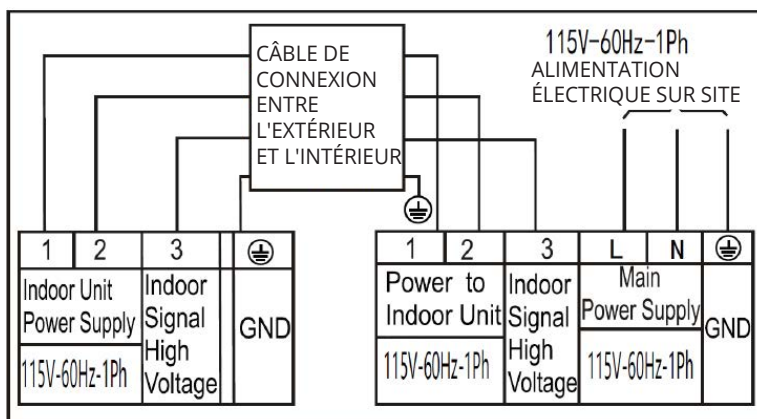 CÂBLE DE
CONNEXION
ENTRE
L'EXTÉRIEUR
ET L'INTÉRIEUR
115V-60Hz-1Ph
ALIMENTATION
ÉLECTRIQUE SUR SITE
1 2 3
Indoor Unit
Power Supply
115V-60Hz-1Ph
Indoor
Signal
High
Voltage
GND
1 2 3 L N
Power to
Indoor Unit
115V-60Hz-1Ph
Indoor
Signal
High
Voltage
Main
Power Supply
115V-60Hz-1Ph
GND